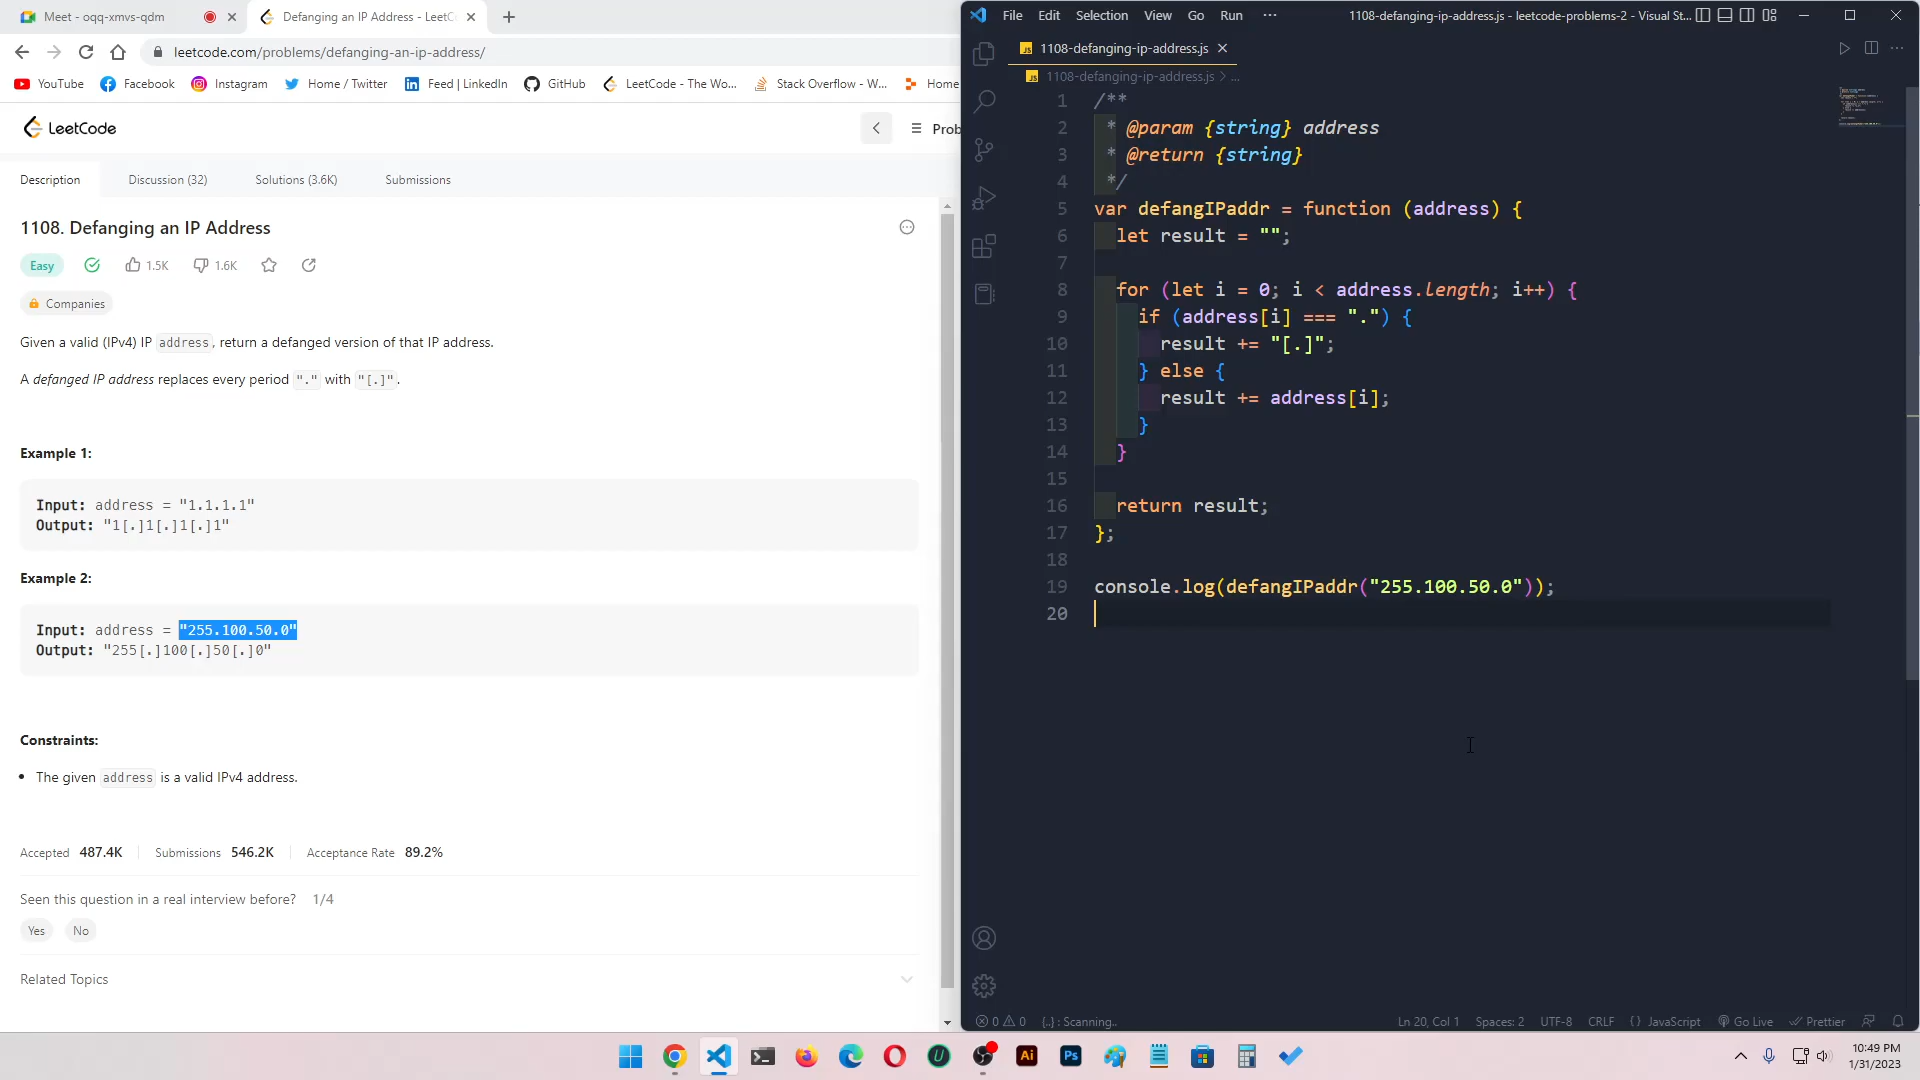 Meet - oqq-xmvs-qdm
Defanging an IP Address - LeetC
leetcode.com/problems/defanging-an-ip-address/
YouTube Facebook Instagram Home / Twitter Feed | LinkedIn GitHub LeetCode - The Wo... Stack Overflow - W... Home
LeetCode
Prob
Description Discussion (32) Solutions (3.6K) Submissions
1108. Defanging an IP Address
Easy 1.5K 1.6K
Companies
Given a valid (IPv4) IP address, return a defanged version of that IP address.
A defanged IP address replaces every period "." with "[.]".
Example 1:
Input: address = "1.1.1.1"
Output: "1[.]1[.]1[.]1"
Example 2:
Input: address = "255.100.50.0"
Output: "255[.]100[.]50[.]0"
Constraints:
• The given address is a valid IPv4 address.
Accepted 487.4K Submissions 546.2K Acceptance Rate 89.2%
Seen this question in a real interview before? 1/4
Yes No
Related Topics
File Edit Selection View Go Run ··· 1108-defanging-ip-address.js - leetcode-problems-2 - Visual St...
JS 1108-defanging-ip-address.js
JS 1108-defanging-ip-address.js > ...
1 /**
2 * @param {string} address
3 * @return {string}
4 */
5 var defangIPaddr = function (address) {
6 let result = "";
7
8 for (let i = 0; i < address.length; i++) {
9 if (address[i] === ".") {
10 result += "[.]";
11 } else {
12 result += address[i];
13 }
14 }
15
16 return result;
17 };
18
19 console.log(defangIPaddr("255.100.50.0"));
20
0 0 {..} : Scanning.. Ln 20, Col 1 Spaces: 2 UTF-8 CRLF {} JavaScript Go Live Prettier
U Ai Ps
10:49 PM
1/31/2023